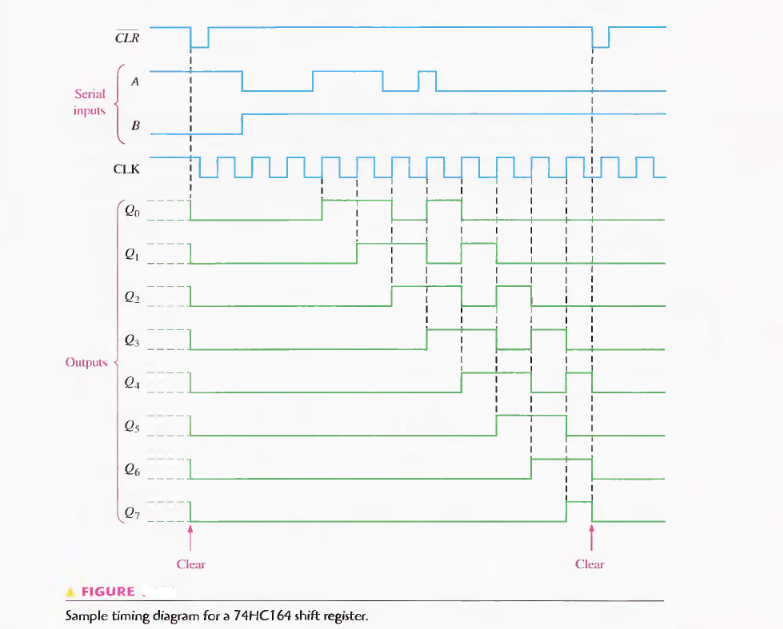 CLR
A
Serial
inputs
B
CLK
Q0
Q1
Q2
Q3
Outputs
Q4
Q5
Q6
Q7
Clear Clear
FIGURE
Sample timing diagram for a 74HC164 shift register.